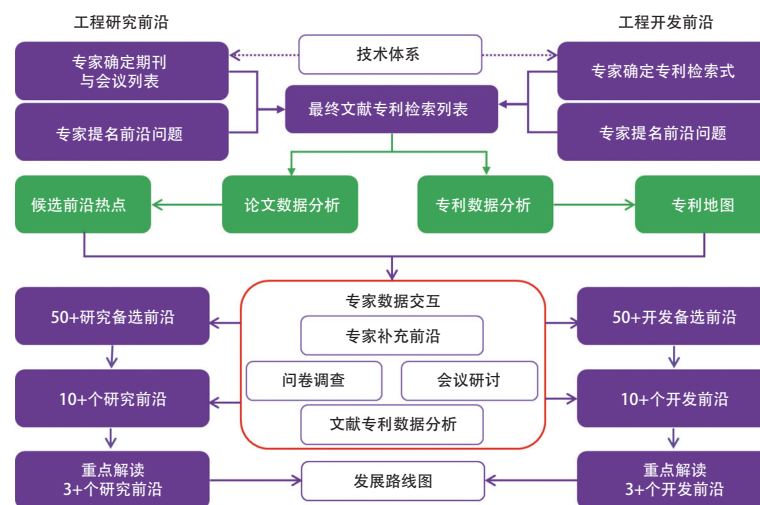 工程研究前沿
工程开发前沿
技术体系
专家确定期刊
与会议列表
专家确定专利检索式
最终文献专利检索列表
专家提名前沿问题
专家提名前沿问题
候选前沿热点
论文数据分析
专利数据分析
专利地图
专家数据交互
50+研究备选前沿
专家补充前沿
50+开发备选前沿
问卷调查
会议研讨
10+个研究前沿
10+个开发前沿
文献专利数据分析
重点解读
3+个研究前沿
发展路线图
重点解读
3+个开发前沿